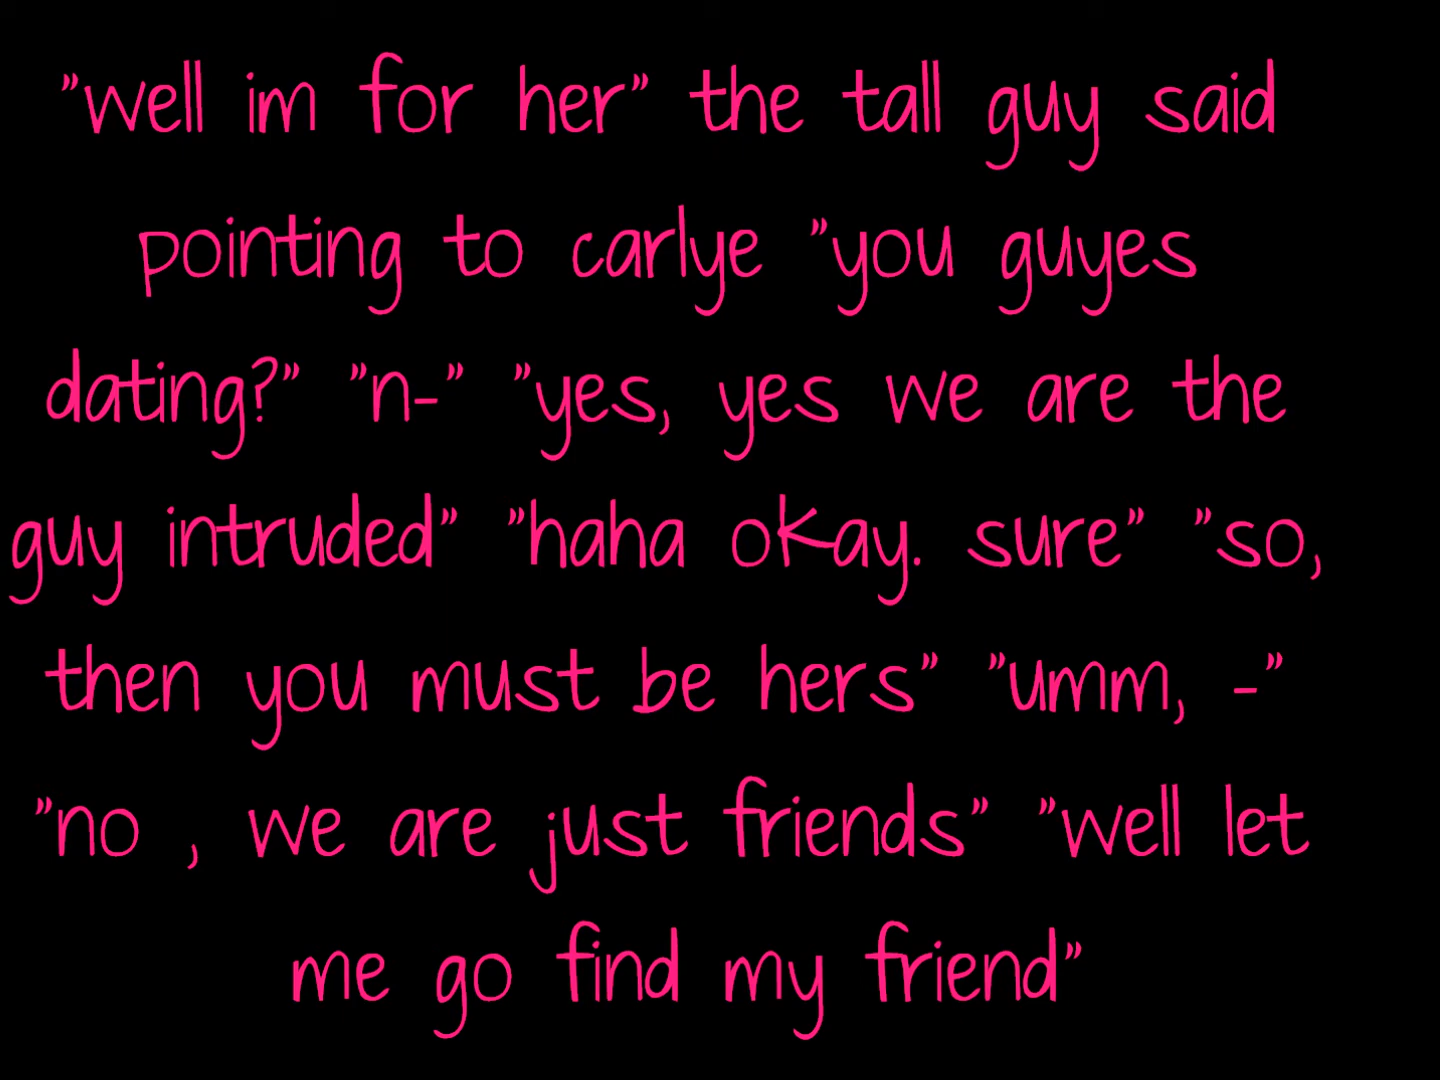 "well im for her" the tall guy said
pointing to carlye "you guyes
dating?" "n-" "yes, yes we are the
guy intruded" "haha okay. sure" "so,
then you must be hers" "umm, -"
"no , we are just friends" "well let
me go find my friend"